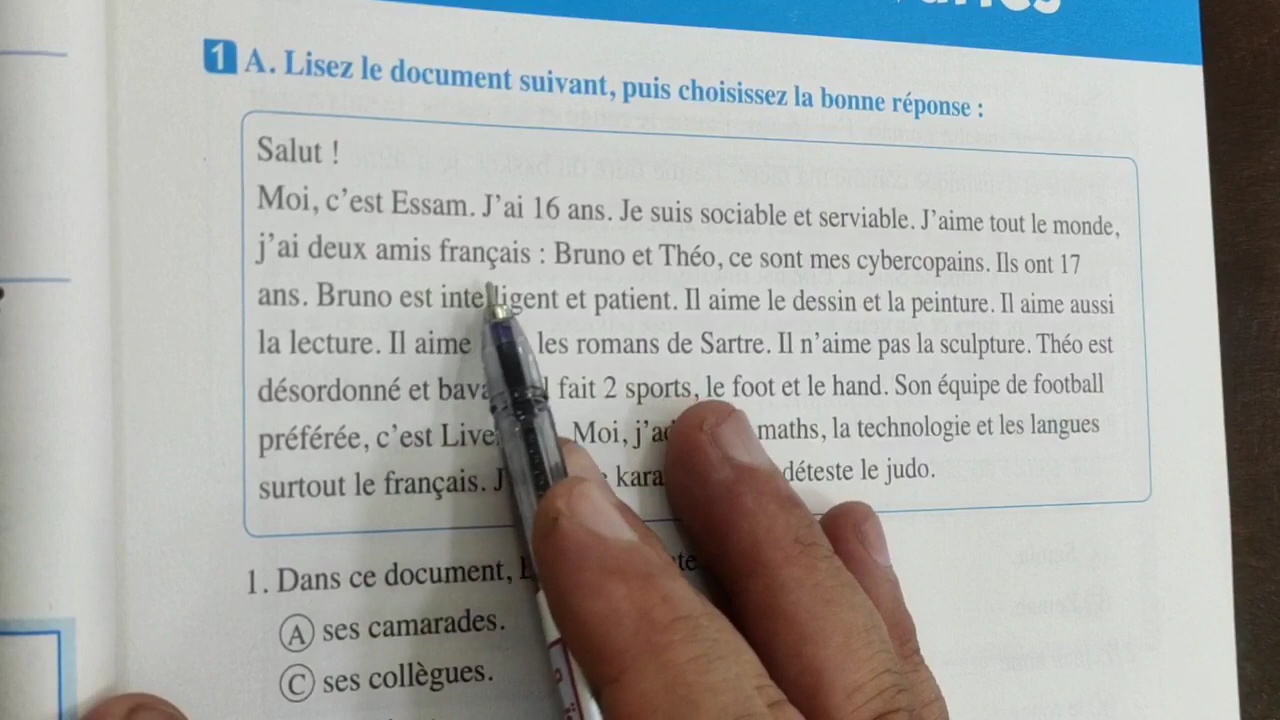 1 A. Lisez le document suivant, puis choisissez la bonne réponse :
Salut !
Moi, c'est Essam. J'ai 16 ans. Je suis sociable et serviable. J'aime tout le monde,
j'ai deux amis français : Bruno et Théo, ce sont mes cybercopains. Ils ont 17
ans. Bruno est intelligent et patient. Il aime le dessin et la peinture. Il aime aussi
la lecture. Il aime les romans de Sartre. Il n'aime pas la sculpture. Théo est
désordonné et fait 2 sports, le foot et le hand. Son équipe de football
préférée, c'est Moi, maths, la technologie et les langues
surtout le français. déteste le judo.
1. Dans ce document,
A ses camarades.
C ses collègues.